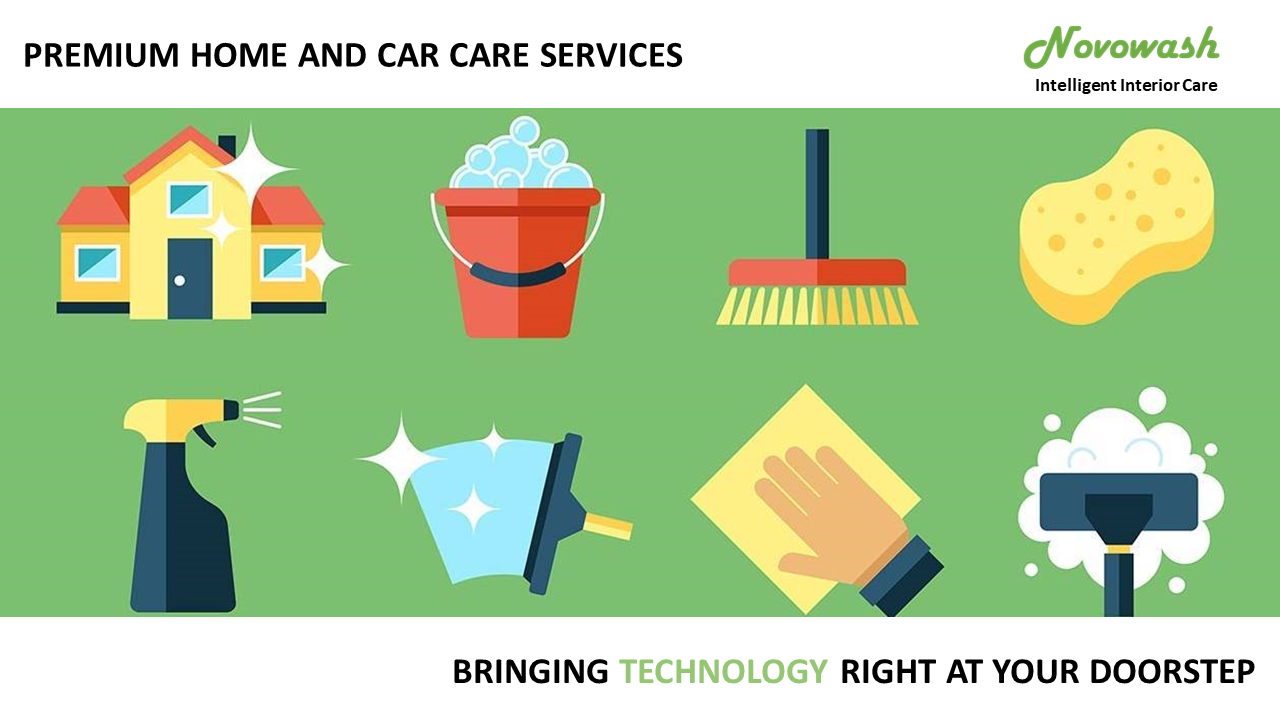 PREMIUM HOME AND CAR CARE SERVICES
Novowash
Intelligent Interior Care
BRINGING TECHNOLOGY RIGHT AT YOUR DOORSTEP